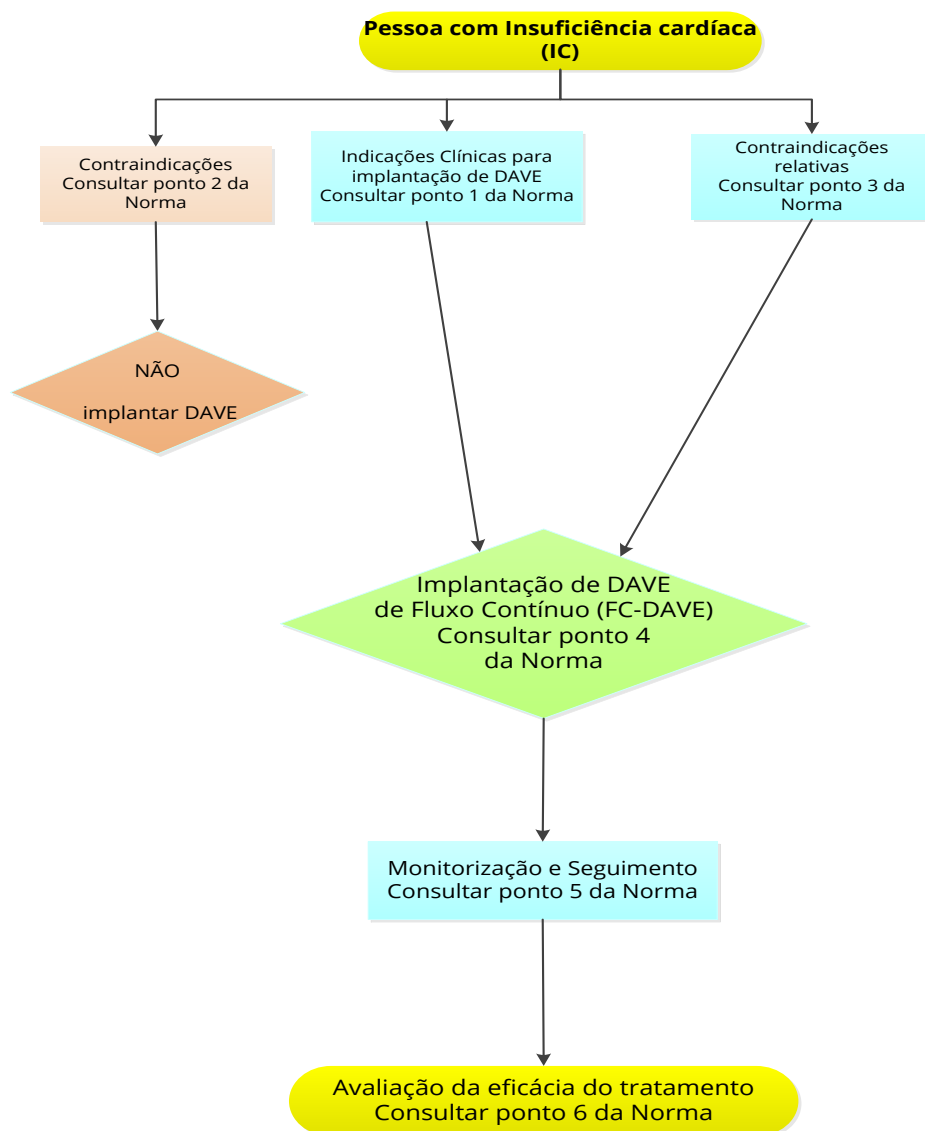 Pessoa com Insuficiência cardíaca
(IC)
Contraindicações
Consultar ponto 2 da
Norma
Indicações Clínicas para
implantação de DAVE
Consultar ponto 1 da Norma
Contraindicações
relativas
Consultar ponto 3 da
Norma
NÃO
implantar DAVE
Implantação de DAVE
de Fluxo Contínuo (FC-DAVE)
Consultar ponto 4
da Norma
Monitorização e Seguimento
Consultar ponto 5 da Norma
Avaliação da eficácia do tratamento
Consultar ponto 6 da Norma